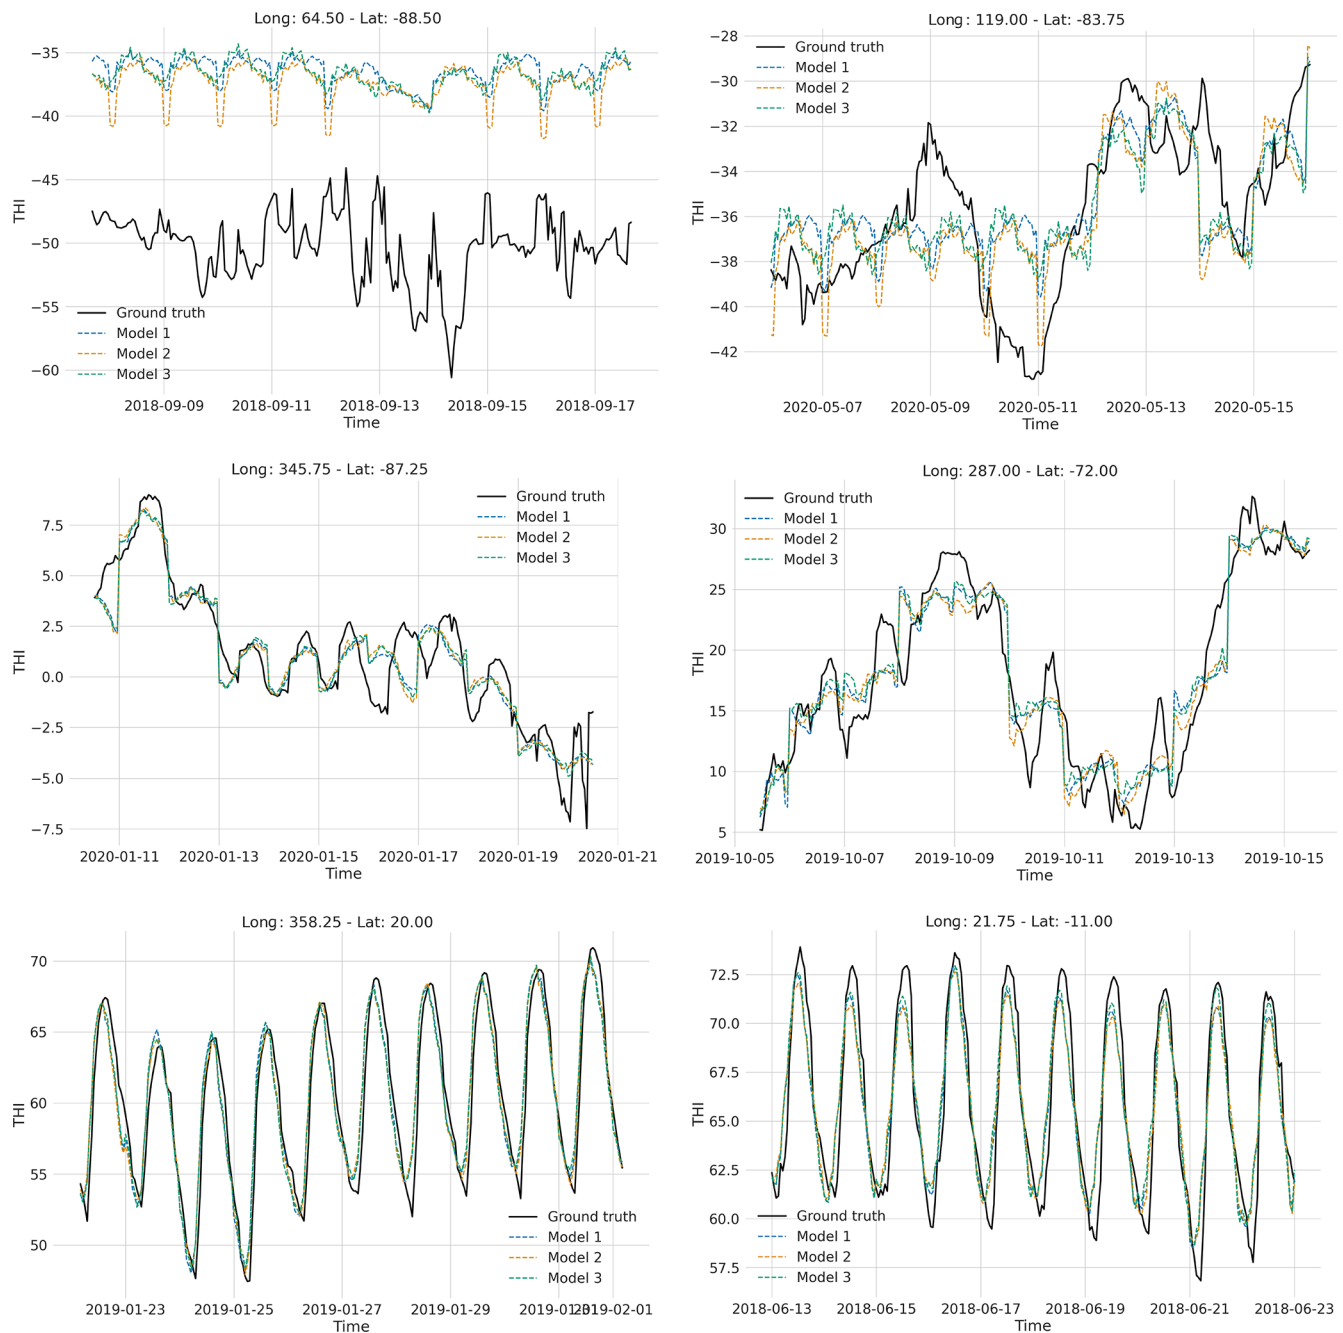 Long: 64.50 - Lat: -88.50
THI
−35
−40
−45
−50
−55
−60
Ground truth
Model 1
Model 2
Model 3
2018-09-09 2018-09-11 2018-09-13 2018-09-15 2018-09-17
Time
Long: 119.00 - Lat: -83.75
THI
−28
−30
−32
−34
−36
−38
−40
−42
Ground truth
Model 1
Model 2
Model 3
2020-05-07 2020-05-09 2020-05-11 2020-05-13 2020-05-15
Time
Long: 345.75 - Lat: -87.25
THI
7.5
5.0
2.5
0.0
−2.5
−5.0
−7.5
Ground truth
Model 1
Model 2
Model 3
2020-01-11 2020-01-13 2020-01-15 2020-01-17 2020-01-19 2020-01-21
Time
Long: 287.00 - Lat: -72.00
THI
30
25
20
15
10
5
Ground truth
Model 1
Model 2
Model 3
2019-10-05 2019-10-07 2019-10-09 2019-10-11 2019-10-13 2019-10-15
Time
Long: 358.25 - Lat: 20.00
THI
70
65
60
55
50
Ground truth
Model 1
Model 2
Model 3
2019-01-23 2019-01-25 2019-01-27 2019-01-29 2019-01-31 2019-02-01
Time
Long: 21.75 - Lat: -11.00
THI
72.5
70.0
67.5
65.0
62.5
60.0
57.5
Ground truth
Model 1
Model 2
Model 3
2018-06-13 2018-06-15 2018-06-17 2018-06-19 2018-06-21 2018-06-23
Time